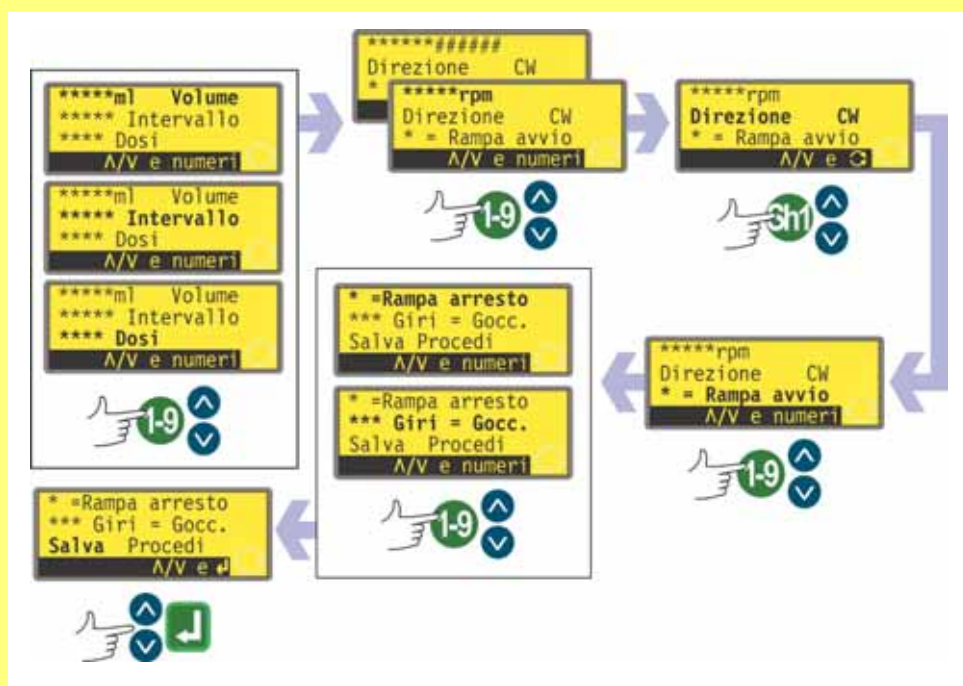 *****ml Volume
***** Intervallo
**** Dosi
Λ/V e numeri
*****ml Volume
***** Intervallo
**** Dosi
Λ/V e numeri
*****ml Volume
***** Intervallo
**** Dosi
Λ/V e numeri
1-9
******######
Direzione CW
*
*****rpm
Direzione CW
* = Rampa avvio
Λ/V e numeri
1-9
*****rpm
Direzione CW
* = Rampa avvio
Λ/V e ↻
Sh1
*****rpm
Direzione CW
* = Rampa avvio
Λ/V e numeri
1-9
* =Rampa arresto
*** Giri = Gocc.
Salva Procedi
Λ/V e numeri
* =Rampa arresto
*** Giri = Gocc.
Salva Procedi
Λ/V e numeri
1-9
* =Rampa arresto
*** Giri = Gocc.
Salva Procedi
Λ/V e ↲